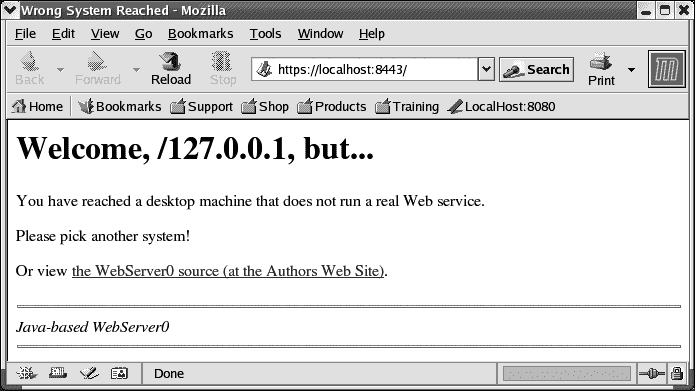 Wrong System Reached - Mozilla
File Edit View Go Bookmarks Tools Window Help
Back Forward Reload Stop https://localhost:8443/ Search Print
Home Bookmarks Support Shop Products Training LocalHost:8080
Welcome, /127.0.0.1, but...
You have reached a desktop machine that does not run a real Web service.
Please pick another system!
Or view the WebServer0 source (at the Authors Web Site).
Java-based WebServer0
Done